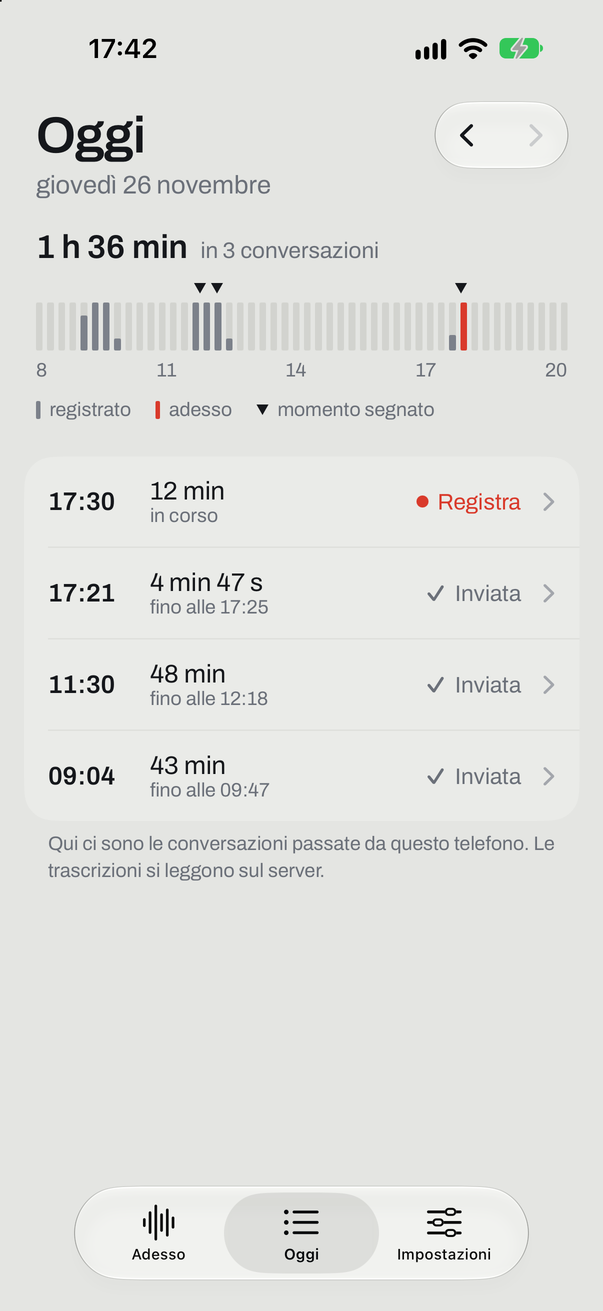 17:42
Oggi
giovedì 26 novembre
1 h 36 min in 3 conversazioni
8 11 14 17 20
registrato adesso momento segnato
17:30 12 min Registra
in corso
17:21 4 min 47 s Inviata
fino alle 17:25
11:30 48 min Inviata
fino alle 12:18
09:04 43 min Inviata
fino alle 09:47
Qui ci sono le conversazioni passate da questo telefono. Le
trascrizioni si leggono sul server.
Adesso Oggi Impostazioni